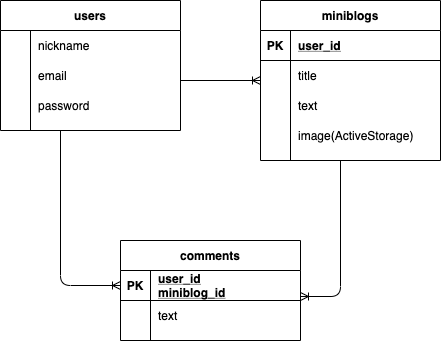 users
nickname
email
password
miniblogs
PK user_id
title
text
image(ActiveStorage)
comments
PK user_id
miniblog_id
text